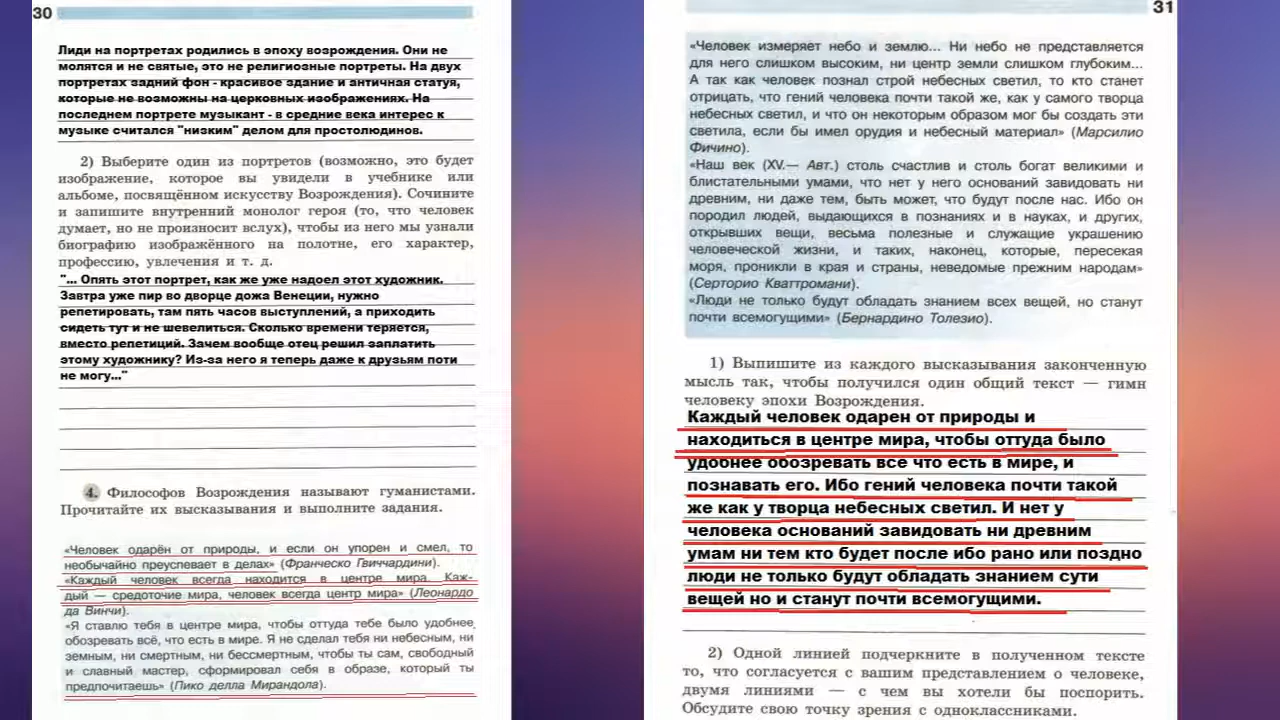 30
Лиди на портретах родились в эпоху возрождения. Они не
молятся и не святые, это не религиозные портреты. На двух
портретах задний фон - красивое здание и античная статуя,
которые не возможны на церковных изображениях. На
последнем портрете музыкант - в средние века интерес к
музыке считался "низким" делом для простолюдинов.
2) Выберите один из портретов (возможно, это будет
изображение, которое вы увидели в учебнике или
альбоме, посвящённом искусству Возрождения). Сочините
и запишите внутренний монолог героя (то, что человек
думает, но не произносит вслух), чтобы из него мы узнали
биографию изображённого на полотне, его характер,
профессию, увлечения и т. д.
"... Опять этот портрет, как же уже надоел этот художник.
Завтра уже пир во дворце дожа Венеции, нужно
репетировать, там пять часов выступлений, а приходить
сидеть тут и не шевелиться. Сколько времени теряется,
вместо репетиций. Зачем вообще отец решил заплатить
этому художнику? Из-за него я теперь даже к друзьям поти
не могу..."
4. Философов Возрождения называют гуманистами.
Прочитайте их высказывания и выполните задания.
«Человек одарён от природы, и если он упорен и смел, то
необычайно преуспевает в делах» (Франческо Гвиччардини).
«Каждый человек всегда находится в центре мира. Каж-
дый — средоточие мира, человек всегда центр мира» (Леонардо
да Винчи).
«Я ставлю тебя в центре мира, чтобы оттуда тебе было удобнее
обозревать всё, что есть в мире. Я не сделал тебя ни небесным, ни
земным, ни смертным, ни бессмертным, чтобы ты сам, свободный
и славный мастер, сформировал себя в образе, который ты
предпочитаешь» (Пико делла Мирандола).
31
«Человек измеряет небо и землю... Ни небо не представляется
для него слишком высоким, ни центр земли слишком глубоким...
А так как человек познал строй небесных светил, то кто станет
отрицать, что гений человека почти такой же, как у самого творца
небесных светил, и что он некоторым образом мог бы создать эти
светила, если бы имел орудия и небесный материал» (Марсилио
Фичино).
«Наш век (XV.— Авт.) столь счастлив и столь богат великими и
блистательными умами, что нет у него оснований завидовать ни
древним, ни даже тем, быть может, что будут после нас. Ибо он
породил людей, выдающихся в познаниях и в науках, и других,
открывших вещи, весьма полезные и служащие украшению
человеческой жизни, и таких, наконец, которые, пересекая
моря, проникли в края и страны, неведомые прежним народам»
(Серторио Кваттромани).
«Люди не только будут обладать знанием всех вещей, но станут
почти всемогущими» (Бернардино Толезио).
1) Выпишите из каждого высказывания законченную
мысль так, чтобы получился один общий текст — гимн
человеку эпохи Возрождения.
Каждый человек одарен от природы и
находиться в центре мира, чтобы оттуда было
удобнее обозревать все что есть в мире, и
познавать его. Ибо гений человека почти такой
же как у творца небесных светил. И нет у
человека оснований завидовать ни древним
умам ни тем кто будет после ибо рано или поздно
люди не только будут обладать знанием сути
вещей но и станут почти всемогущими.
2) Одной линией подчеркните в полученном тексте
то, что согласуется с вашим представлением о человеке,
двумя линиями — с чем вы хотели бы поспорить.
Обсудите свою точку зрения с одноклассниками.